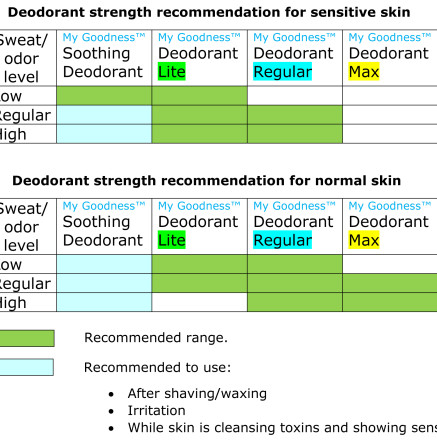 Deodorant strength recommendation for sensitive skin
Sweat/ odor level
My Goodness™ Soothing Deodorant
My Goodness™ Deodorant Lite
My Goodness™ Deodorant Regular
My Goodness™ Deodorant Max
Low
Regular
High
Deodorant strength recommendation for normal skin
Sweat/ odor level
My Goodness™ Soothing Deodorant
My Goodness™ Deodorant Lite
My Goodness™ Deodorant Regular
My Goodness™ Deodorant Max
Low
Regular
High
Recommended range.
Recommended to use:
• After shaving/waxing
• Irritation
• While skin is cleansing toxins and showing